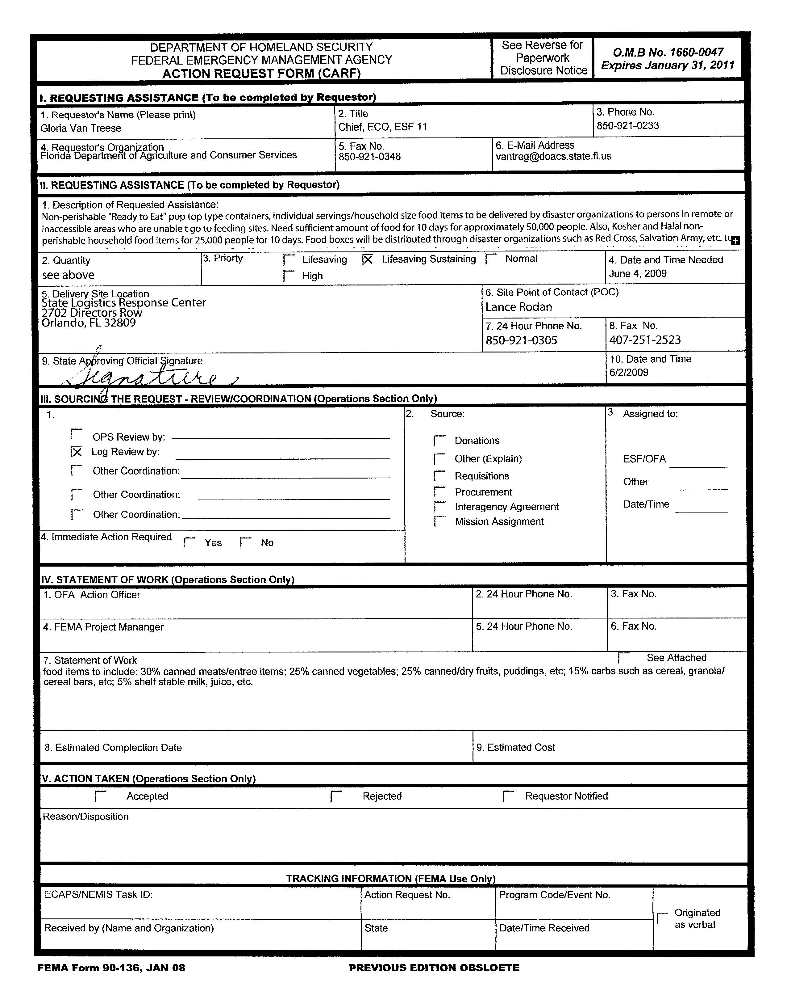 DEPARTMENT OF HOMELAND SECURITY
FEDERAL EMERGENCY MANAGEMENT AGENCY
ACTION REQUEST FORM (CARF)
See Reverse for
Paperwork
Disclosure Notice
O.M.B No. 1660-0047
Expires January 31, 2011
I. REQUESTING ASSISTANCE (To be completed by Requestor)
1. Requestor's Name (Please print)
Gloria Van Treese
2. Title
Chief, ECO, ESF 11
3. Phone No.
850-921-0233
4. Requestor's Organization
Florida Department of Agriculture and Consumer Services
5. Fax No.
850-921-0348
6. E-Mail Address
vantreg@doacs.state.fl.us
II. REQUESTING ASSISTANCE (To be completed by Requestor)
1. Description of Requested Assistance:
Non-perishable "Ready to Eat" pop top type containers, individual servings/household size food items to be delivered by disaster organizations to persons in remote or
inaccessible areas who are unable t go to feeding sites. Need sufficient amount of food for 10 days for approximately 50,000 people. Also, Kosher and Halal non-
perishable household food items for 25,000 people for 10 days. Food boxes will be distributed through disaster organizations such as Red Cross, Salvation Army, etc. to
2. Quantity
see above
3. Priorty
Lifesaving
Lifesaving Sustaining
Normal
High
4. Date and Time Needed
June 4, 2009
5. Delivery Site Location
State Logistics Response Center
2702 Directors Row
Orlando, FL 32809
6. Site Point of Contact (POC)
Lance Rodan
7. 24 Hour Phone No.
850-921-0305
8. Fax No.
407-251-2523
9. State Approving Official Signature
Signature
10. Date and Time
6/2/2009
III. SOURCING THE REQUEST - REVIEW/COORDINATION (Operations Section Only)
1.
OPS Review by:
Log Review by:
Other Coordination:
Other Coordination:
Other Coordination:
2. Source:
Donations
Other (Explain)
Requisitions
Procurement
Interagency Agreement
Mission Assignment
3. Assigned to:
ESF/OFA
Other
Date/Time
4. Immediate Action Required Yes No
IV. STATEMENT OF WORK (Operations Section Only)
1. OFA Action Officer
2. 24 Hour Phone No.
3. Fax No.
4. FEMA Project Mananger
5. 24 Hour Phone No.
6. Fax No.
7. Statement of Work
See Attached
food items to include: 30% canned meats/entree items; 25% canned vegetables; 25% canned/dry fruits, puddings, etc; 15% carbs such as cereal, granola/
cereal bars, etc; 5% shelf stable milk, juice, etc.
8. Estimated Complection Date
9. Estimated Cost
V. ACTION TAKEN (Operations Section Only)
Accepted
Rejected
Requestor Notified
Reason/Disposition
TRACKING INFORMATION (FEMA Use Only)
ECAPS/NEMIS Task ID:
Action Request No.
Program Code/Event No.
Originated
as verbal
Received by (Name and Organization)
State
Date/Time Received
FEMA Form 90-136, JAN 08
PREVIOUS EDITION OBSLOETE